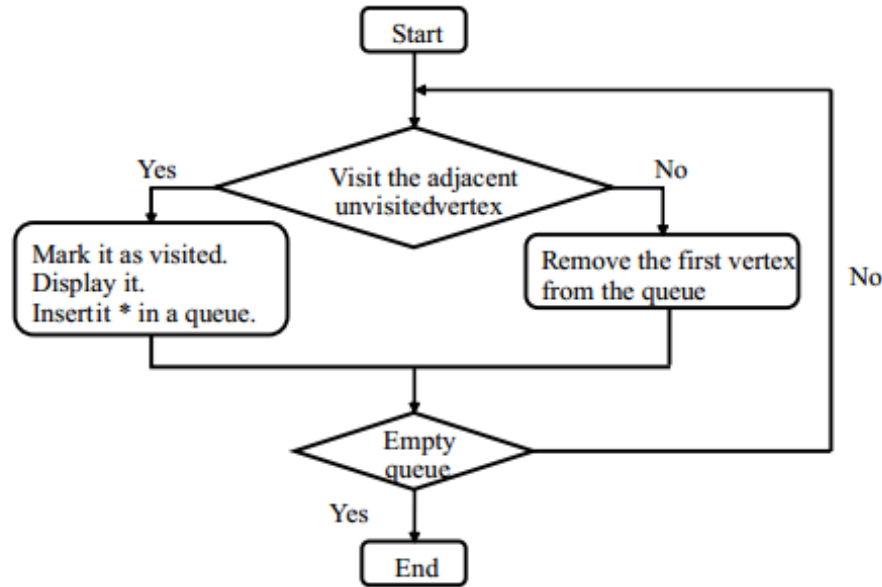 Start
Yes
Visit the adjacent
unvisitedvertex
No
Mark it as visited.
Display it.
Insertit * in a queue.
Remove the first vertex
from the queue
No
Empty
queue
Yes
End